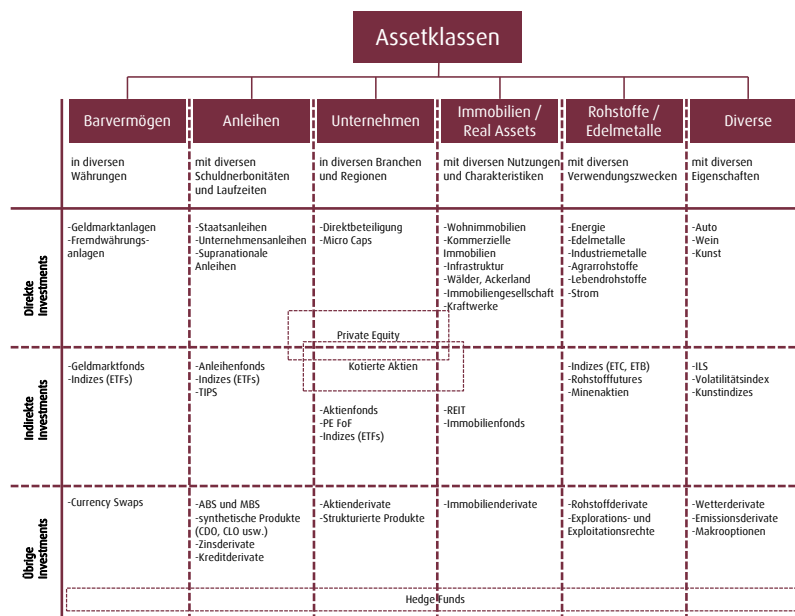 Assetklassen
Barvermögen
Anleihen
Unternehmen
Immobilien /
Real Assets
Rohstoffe /
Edelmetalle
Diverse
in diversen
Währungen
mit diversen
Schuldnerbonitäten
und Laufzeiten
in diversen Branchen
und Regionen
mit diversen Nutzungen
und Charakteristiken
mit diversen
Verwendungszwecken
mit diversen
Eigenschaften
Direkte
Investments
-Geldmarktanlagen
-Fremdwährungs-
anlagen
-Staatsanleihen
-Unternehmensanleihen
-Supranationale
Anleihen
-Direktbeteiligung
-Micro Caps
-Wohnimmobilien
-Kommerzielle
Immobilien
-Infrastruktur
-Wälder, Ackerland
-Immobiliengesellschaft
-Kraftwerke
-Energie
-Edelmetalle
-Industriemetalle
-Agrarrohstoffe
-Lebendrohstoffe
-Strom
-Auto
-Wein
-Kunst
Private Equity
Kotierte Aktien
Indirekte
Investments
-Geldmarktfonds
-Indizes (ETFs)
-Anleihenfonds
-Indizes (ETFs)
-TIPS
-Aktienfonds
-PE FoF
-Indizes (ETFs)
-REIT
-Immobilienfonds
-Indizes (ETC, ETB)
-Rohstofffutures
-Minenaktien
-ILS
-Volatilitätsindex
-Kunstindizes
Übrige
Investments
-Currency Swaps
-ABS und MBS
-synthetische Produkte
(CDO, CLO usw.)
-Zinsderivate
-Kreditderivate
-Aktienderivate
-Strukturierte Produkte
-Immobilienderivate
-Rohstoffderivate
-Explorations- und
Exploitationsrechte
-Wetterderivate
-Emissionsderivate
-Makrooptionen
Hedge Funds